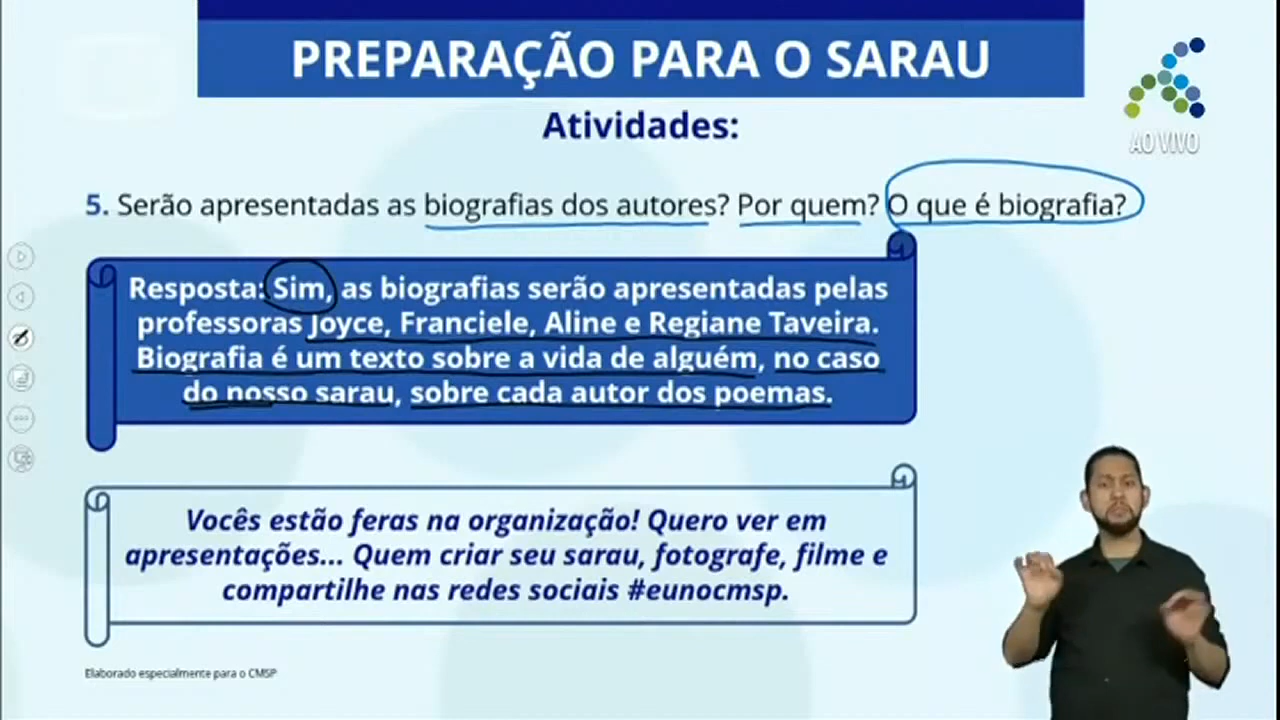 PREPARAÇÃO PARA O SARAU
AO VIVO
Atividades:
5. Serão apresentadas as biografias dos autores? Por quem? O que é biografia?
Resposta: Sim, as biografias serão apresentadas pelas
professoras Joyce, Franciele, Aline e Regiane Taveira.
Biografia é um texto sobre a vida de alguém, no caso
do nosso sarau, sobre cada autor dos poemas.
Vocês estão feras na organização! Quero ver em
apresentações... Quem criar seu sarau, fotografe, filme e
compartilhe nas redes sociais #eunocmsp.
Elaborado especialmente para o CMSP